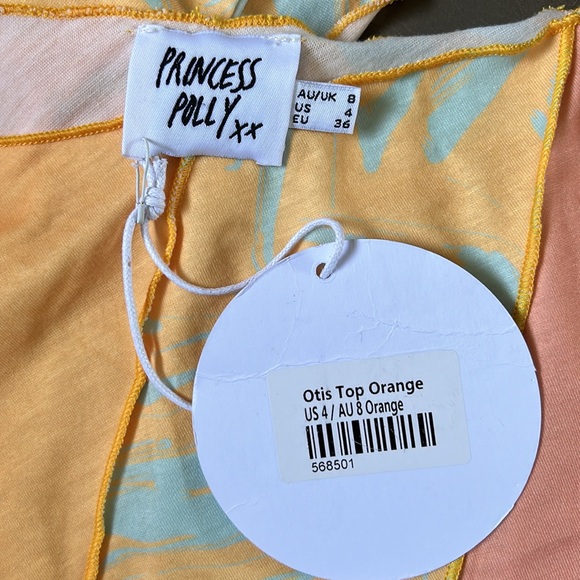 PRINCESS
POLLY xx
AU/UK 8
US 4
EU 36
Otis Top Orange
US 4 / AU 8 Orange
568501